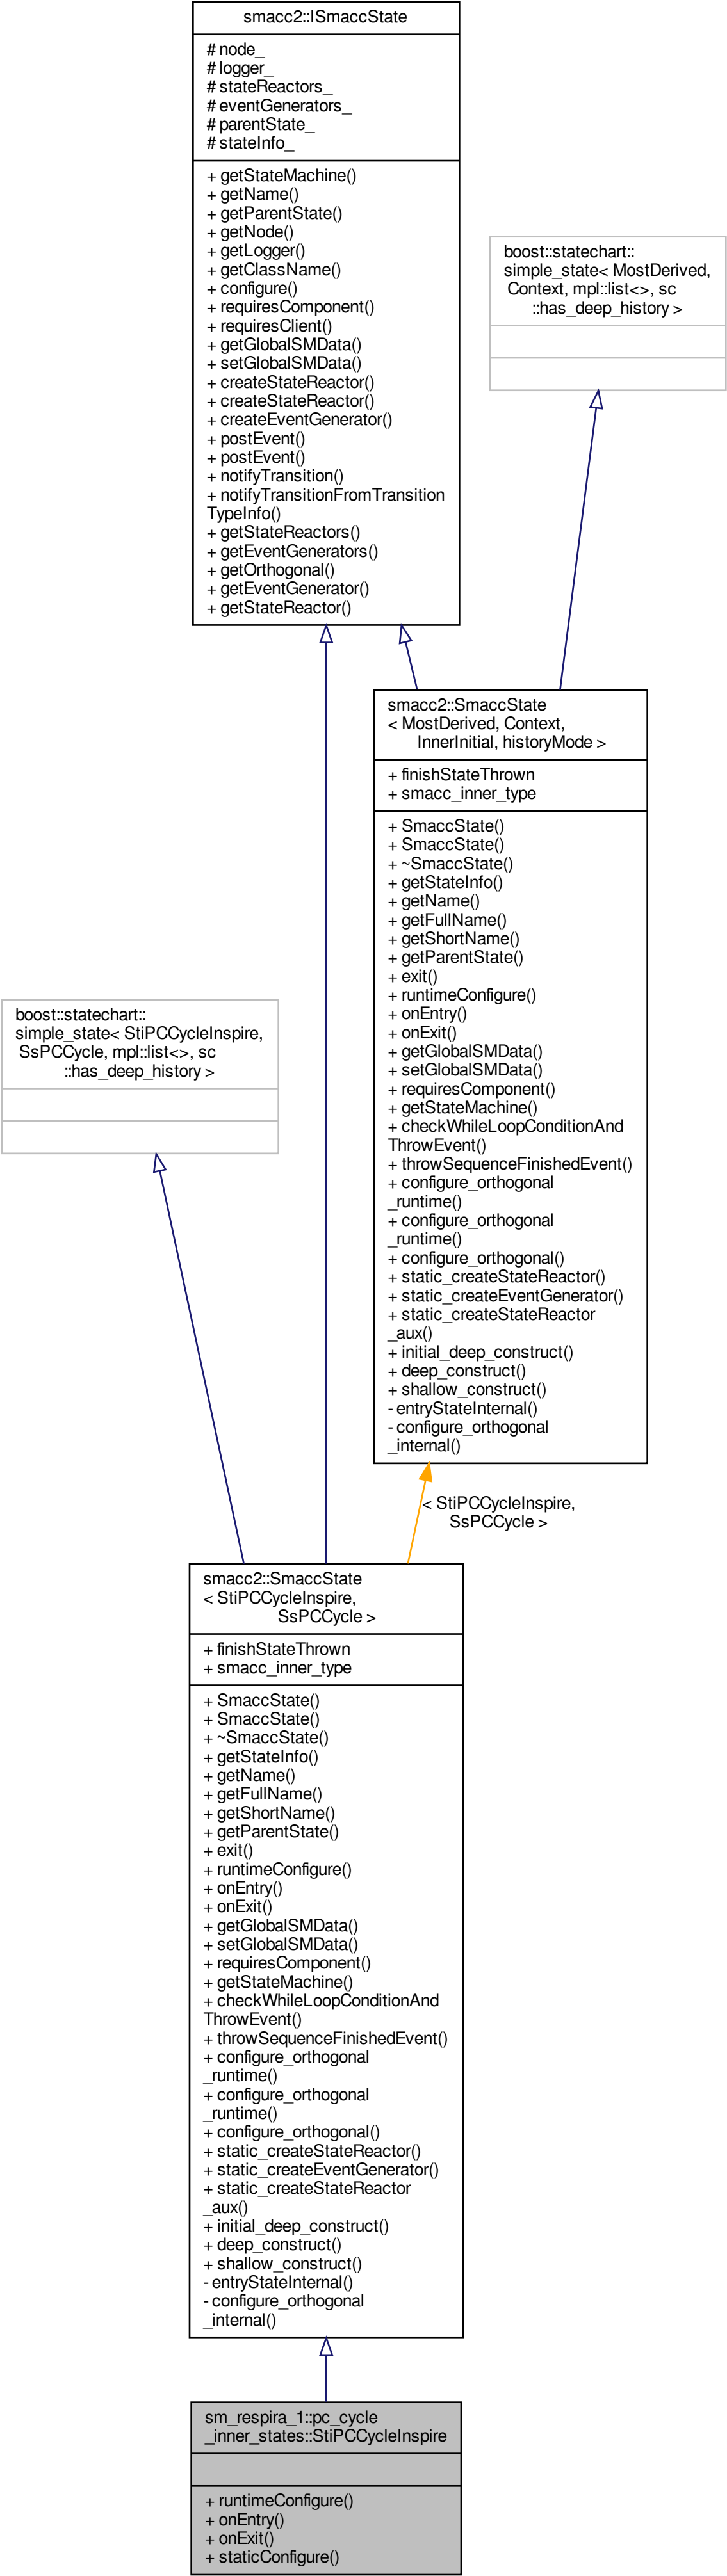 smacc2::ISmaccState
# node_
# logger_
# stateReactors_
# eventGenerators_
# parentState_
# stateInfo_
+ getStateMachine()
+ getName()
+ getParentState()
+ getNode()
+ getLogger()
+ getClassName()
+ configure()
+ requiresComponent()
+ requiresClient()
+ getGlobalSMData()
+ setGlobalSMData()
+ createStateReactor()
+ createStateReactor()
+ createEventGenerator()
+ postEvent()
+ postEvent()
+ notifyTransition()
+ notifyTransitionFromTransition
TypeInfo()
+ getStateReactors()
+ getEventGenerators()
+ getOrthogonal()
+ getEventGenerator()
+ getStateReactor()
boost::statechart::
simple_state< MostDerived,
Context, mpl::list<>, sc
::has_deep_history >
smacc2::SmaccState
< MostDerived, Context,
InnerInitial, historyMode >
+ finishStateThrown
+ smacc_inner_type
+ SmaccState()
+ SmaccState()
+ ~SmaccState()
+ getStateInfo()
+ getName()
+ getFullName()
+ getShortName()
+ getParentState()
+ exit()
+ runtimeConfigure()
+ onEntry()
+ onExit()
+ getGlobalSMData()
+ setGlobalSMData()
+ requiresComponent()
+ getStateMachine()
+ checkWhileLoopConditionAnd
ThrowEvent()
+ throwSequenceFinishedEvent()
+ configure_orthogonal
_runtime()
+ configure_orthogonal
_runtime()
+ configure_orthogonal()
+ static_createStateReactor()
+ static_createEventGenerator()
+ static_createStateReactor
_aux()
+ initial_deep_construct()
+ deep_construct()
+ shallow_construct()
- entryStateInternal()
- configure_orthogonal
_internal()
boost::statechart::
simple_state< StiPCCycleInspire,
SsPCCycle, mpl::list<>, sc
::has_deep_history >
< StiPCCycleInspire,
SsPCCycle >
smacc2::SmaccState
< StiPCCycleInspire,
SsPCCycle >
+ finishStateThrown
+ smacc_inner_type
+ SmaccState()
+ SmaccState()
+ ~SmaccState()
+ getStateInfo()
+ getName()
+ getFullName()
+ getShortName()
+ getParentState()
+ exit()
+ runtimeConfigure()
+ onEntry()
+ onExit()
+ getGlobalSMData()
+ setGlobalSMData()
+ requiresComponent()
+ getStateMachine()
+ checkWhileLoopConditionAnd
ThrowEvent()
+ throwSequenceFinishedEvent()
+ configure_orthogonal
_runtime()
+ configure_orthogonal
_runtime()
+ configure_orthogonal()
+ static_createStateReactor()
+ static_createEventGenerator()
+ static_createStateReactor
_aux()
+ initial_deep_construct()
+ deep_construct()
+ shallow_construct()
- entryStateInternal()
- configure_orthogonal
_internal()
sm_respira_1::pc_cycle
_inner_states::StiPCCycleInspire
+ runtimeConfigure()
+ onEntry()
+ onExit()
+ staticConfigure()